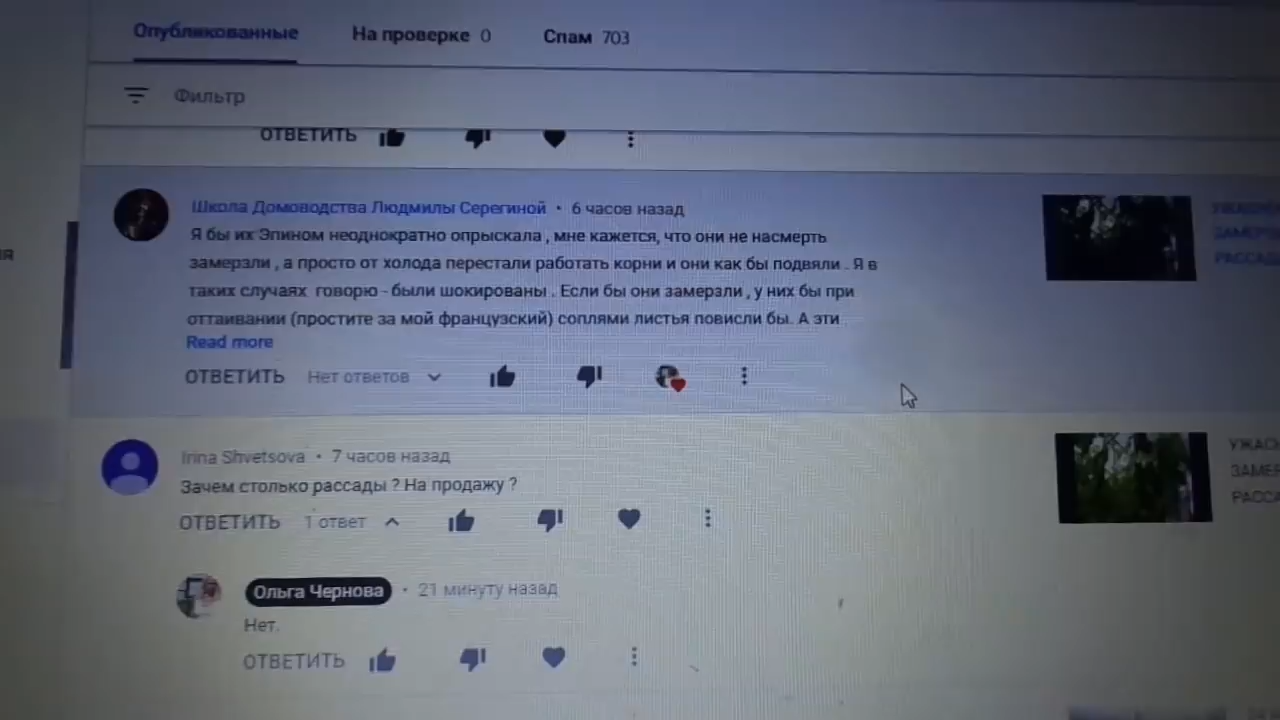 Опубликованные На проверке 0 Спам 703
Фильтр
ОТВЕТИТЬ
Школа Домоводства Людмилы Серегиной • 6 часов назад
Я бы их Эпином неоднократно опрыскала , мне кажется, что они не насмерть
замерзли , а просто от холода перестали работать корни и они как бы подвяли . Я в
таких случаях говорю - были шокированы . Если бы они замерзли , у них бы при
оттаивании (простите за мой французский) соплями листья повисли бы. А эти
Read more
ОТВЕТИТЬ Нет ответов
Irina Shvetsova • 7 часов назад
УЖАС
Зачем столько рассады ? На продажу ?
ЗАМЕ
РАСС
ОТВЕТИТЬ 1 ответ
Ольга Чернова • 21 минуту назад
Нет.
ОТВЕТИТЬ